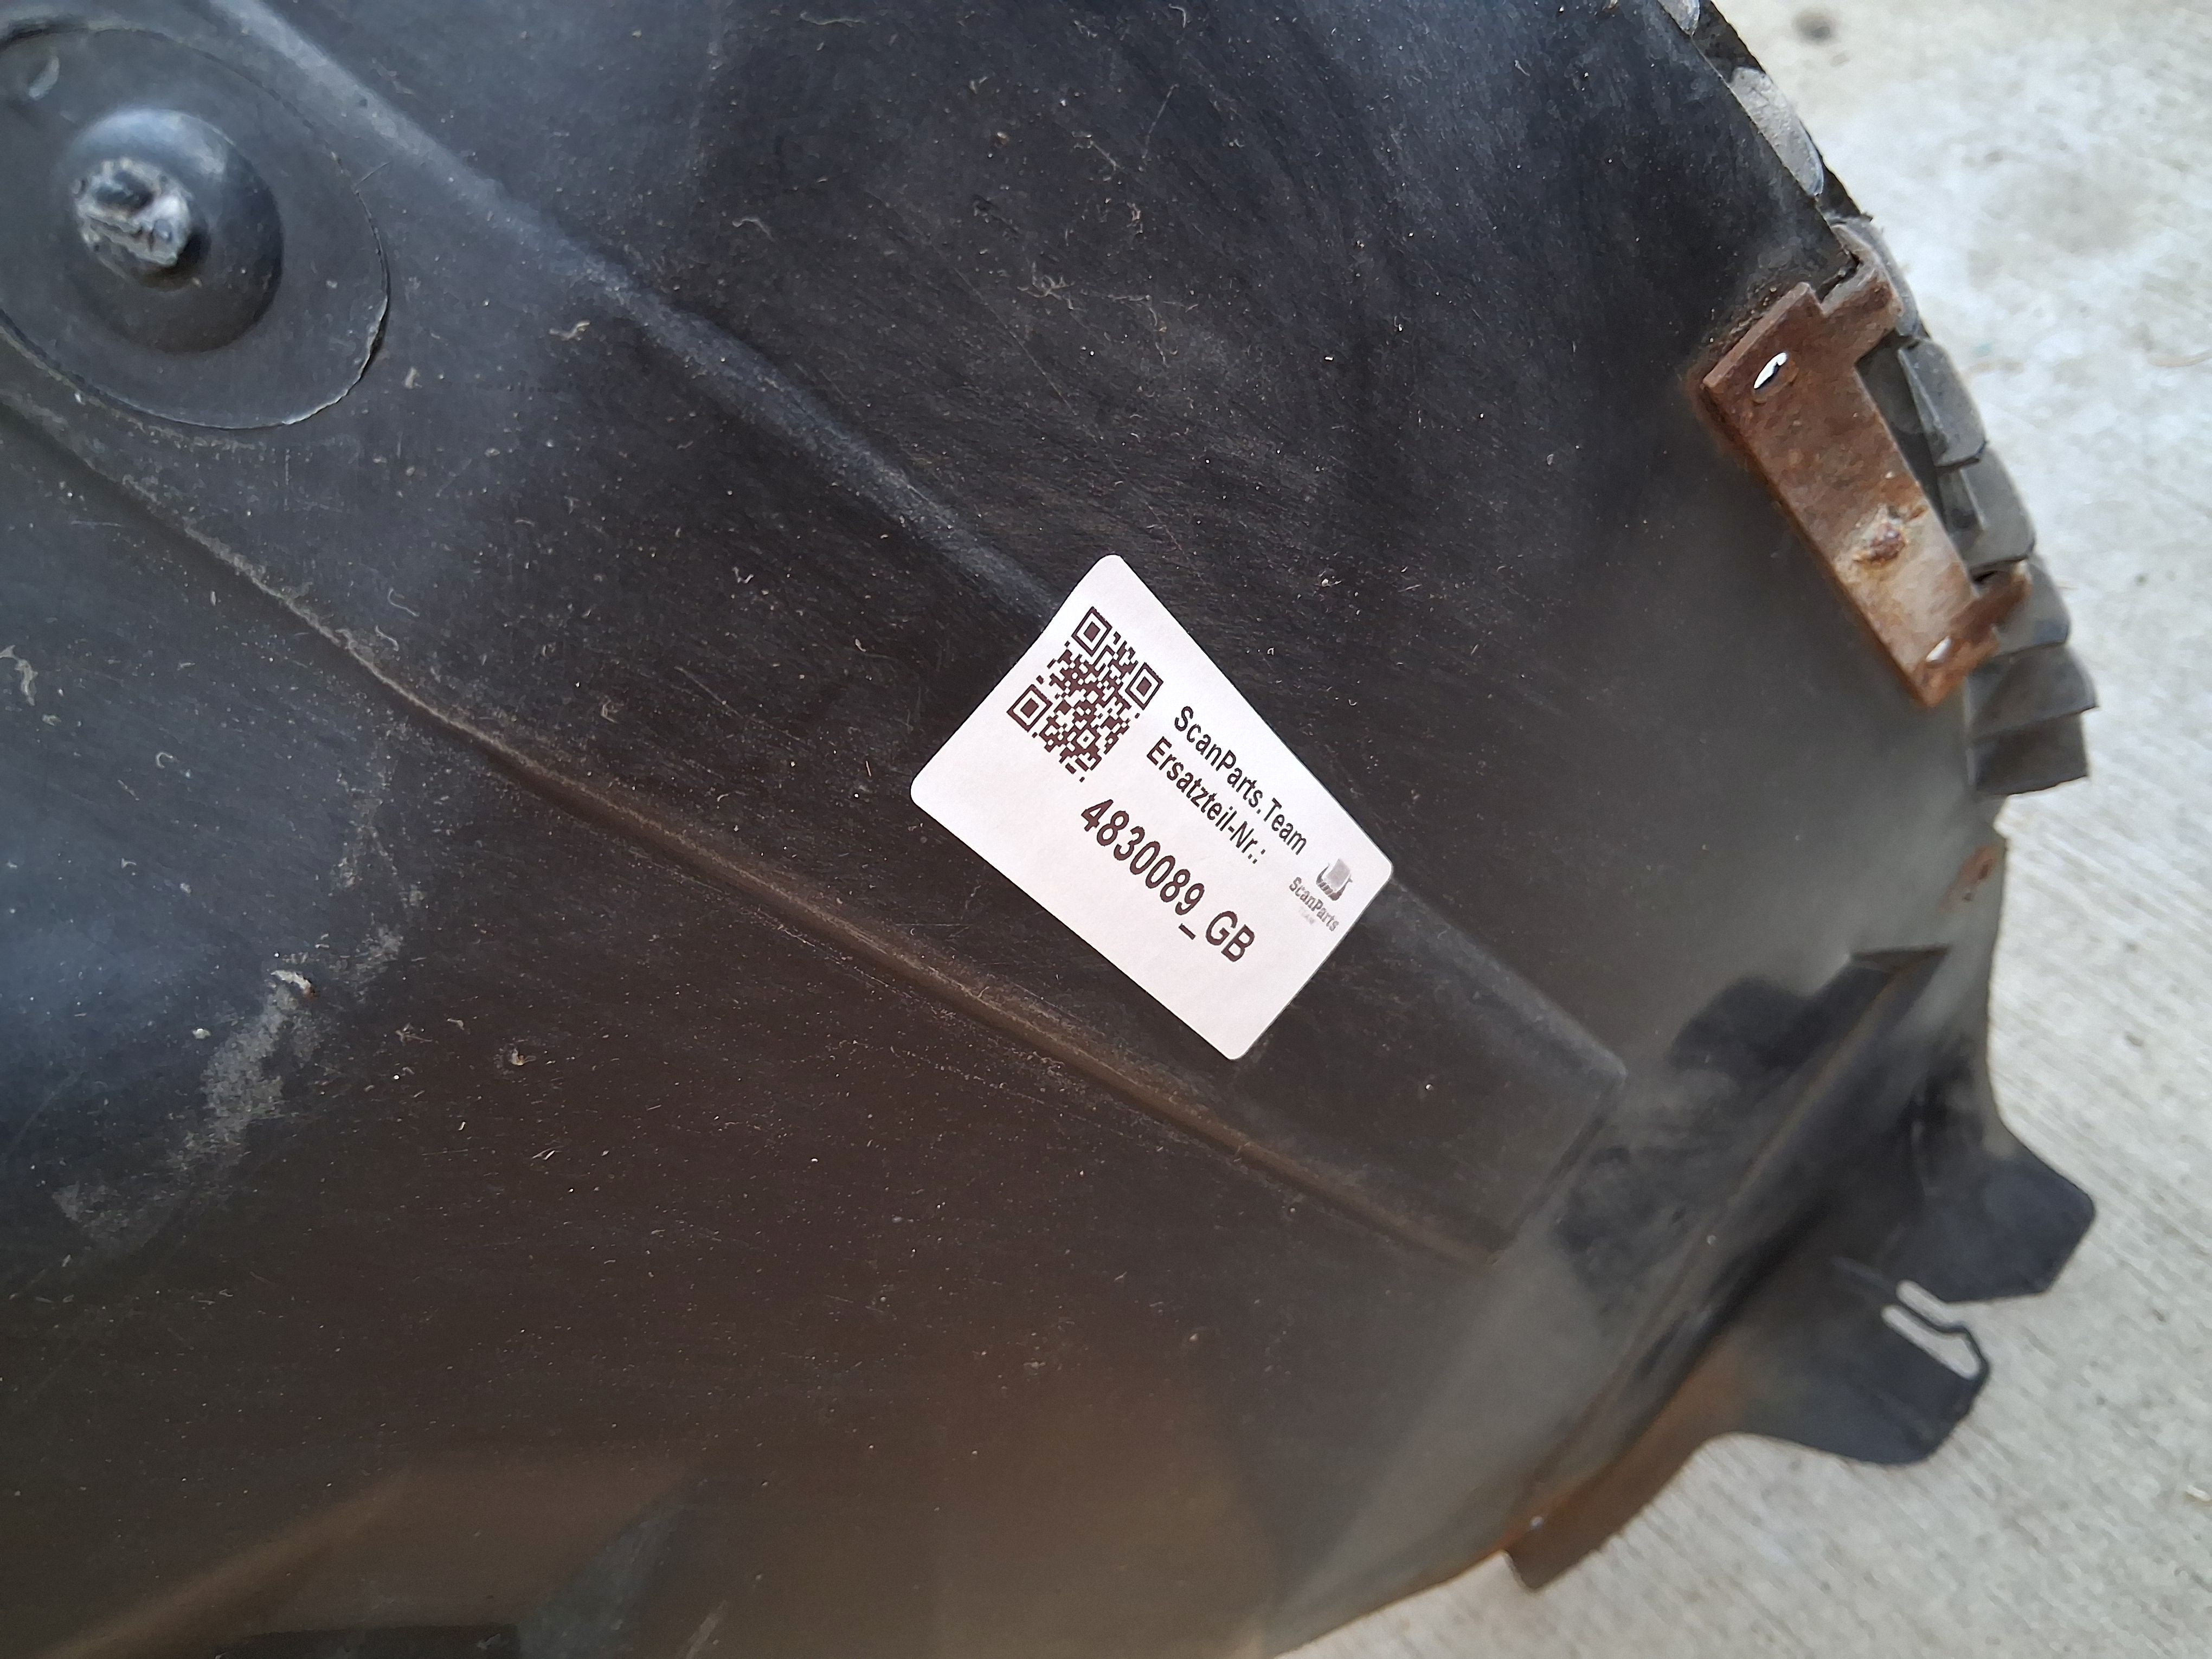 ScanParts.Team
Ersatzteil-Nr.:
4830089_GB
ScanParts